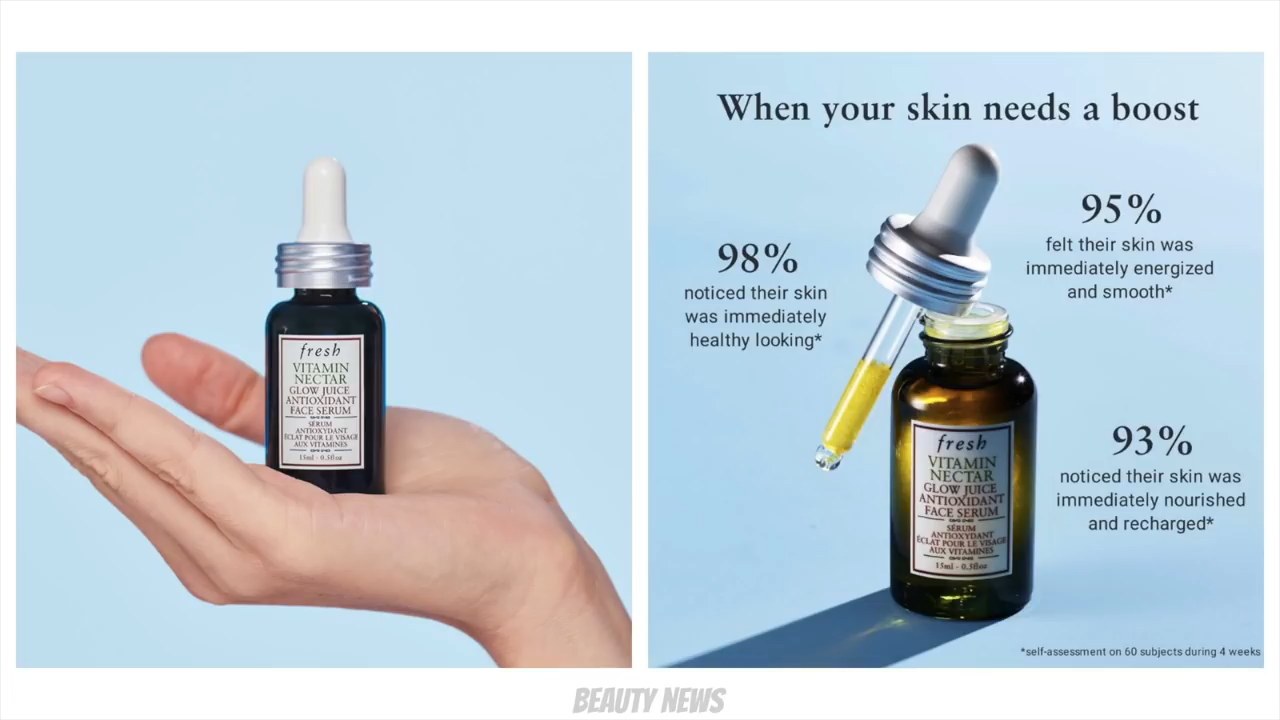 fresh
VITAMIN
NECTAR
GLOW JUICE
ANTIOXIDANT
FACE SERUM
SÉRUM
ANTIOXYDANT
ÉCLAT POUR LE VISAGE
AUX VITAMINES
15ml - 0.5floz
When your skin needs a boost
98%
noticed their skin
was immediately
healthy looking*
95%
felt their skin was
immediately energized
and smooth*
93%
noticed their skin was
immediately nourished
and recharged*
fresh
VITAMIN
NECTAR
GLOW JUICE
ANTIOXIDANT
FACE SERUM
SÉRUM
ANTIOXYDANT
ÉCLAT POUR LE VISAGE
AUX VITAMINES
15ml - 0.5floz
*self-assessment on 60 subjects during 4 weeks
BEAUTY NEWS